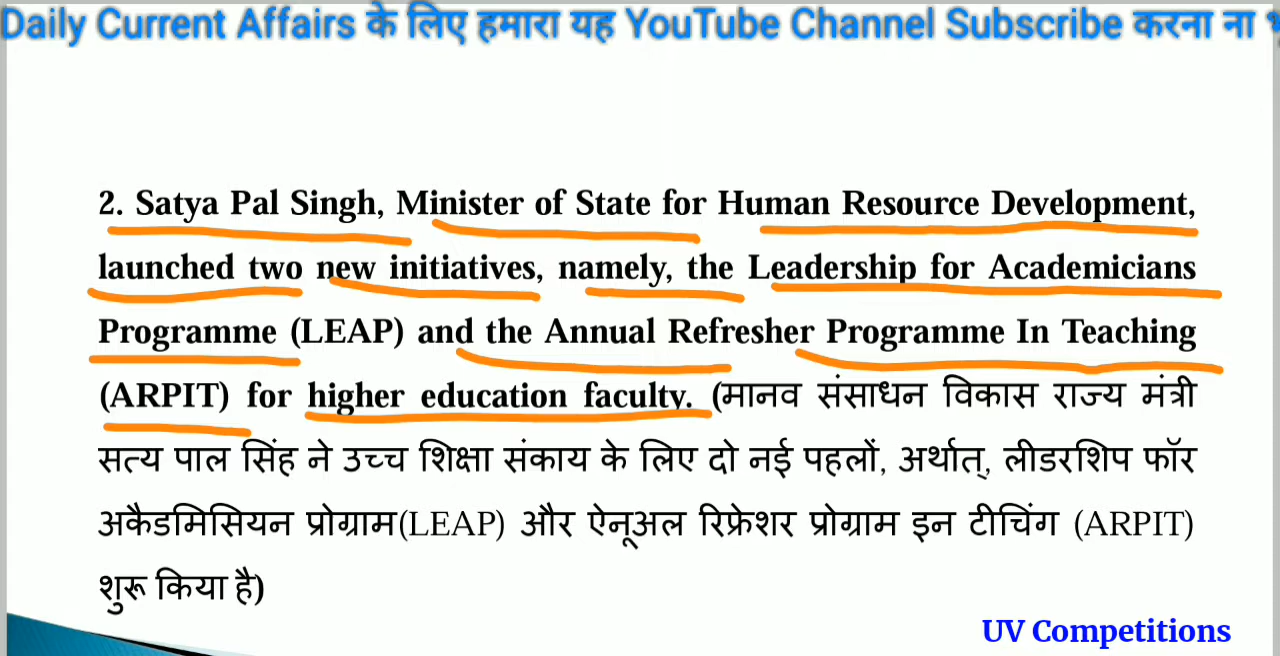 Daily Current Affairs के लिए हमारा यह YouTube Channel Subscribe करना ना
2. Satya Pal Singh, Minister of State for Human Resource Development,
launched two new initiatives, namely, the Leadership for Academicians
Programme (LEAP) and the Annual Refresher Programme In Teaching
(ARPIT) for higher education faculty. (मानव संसाधन विकास राज्य मंत्री
सत्य पाल सिंह ने उच्च शिक्षा संकाय के लिए दो नई पहलों, अर्थात्, लीडरशिप फॉर
अकैडमिसियन प्रोग्राम(LEAP) और ऐनूअल रिफ्रेशर प्रोग्राम इन टीचिंग (ARPIT)
शुरू किया है)
UV Competitions